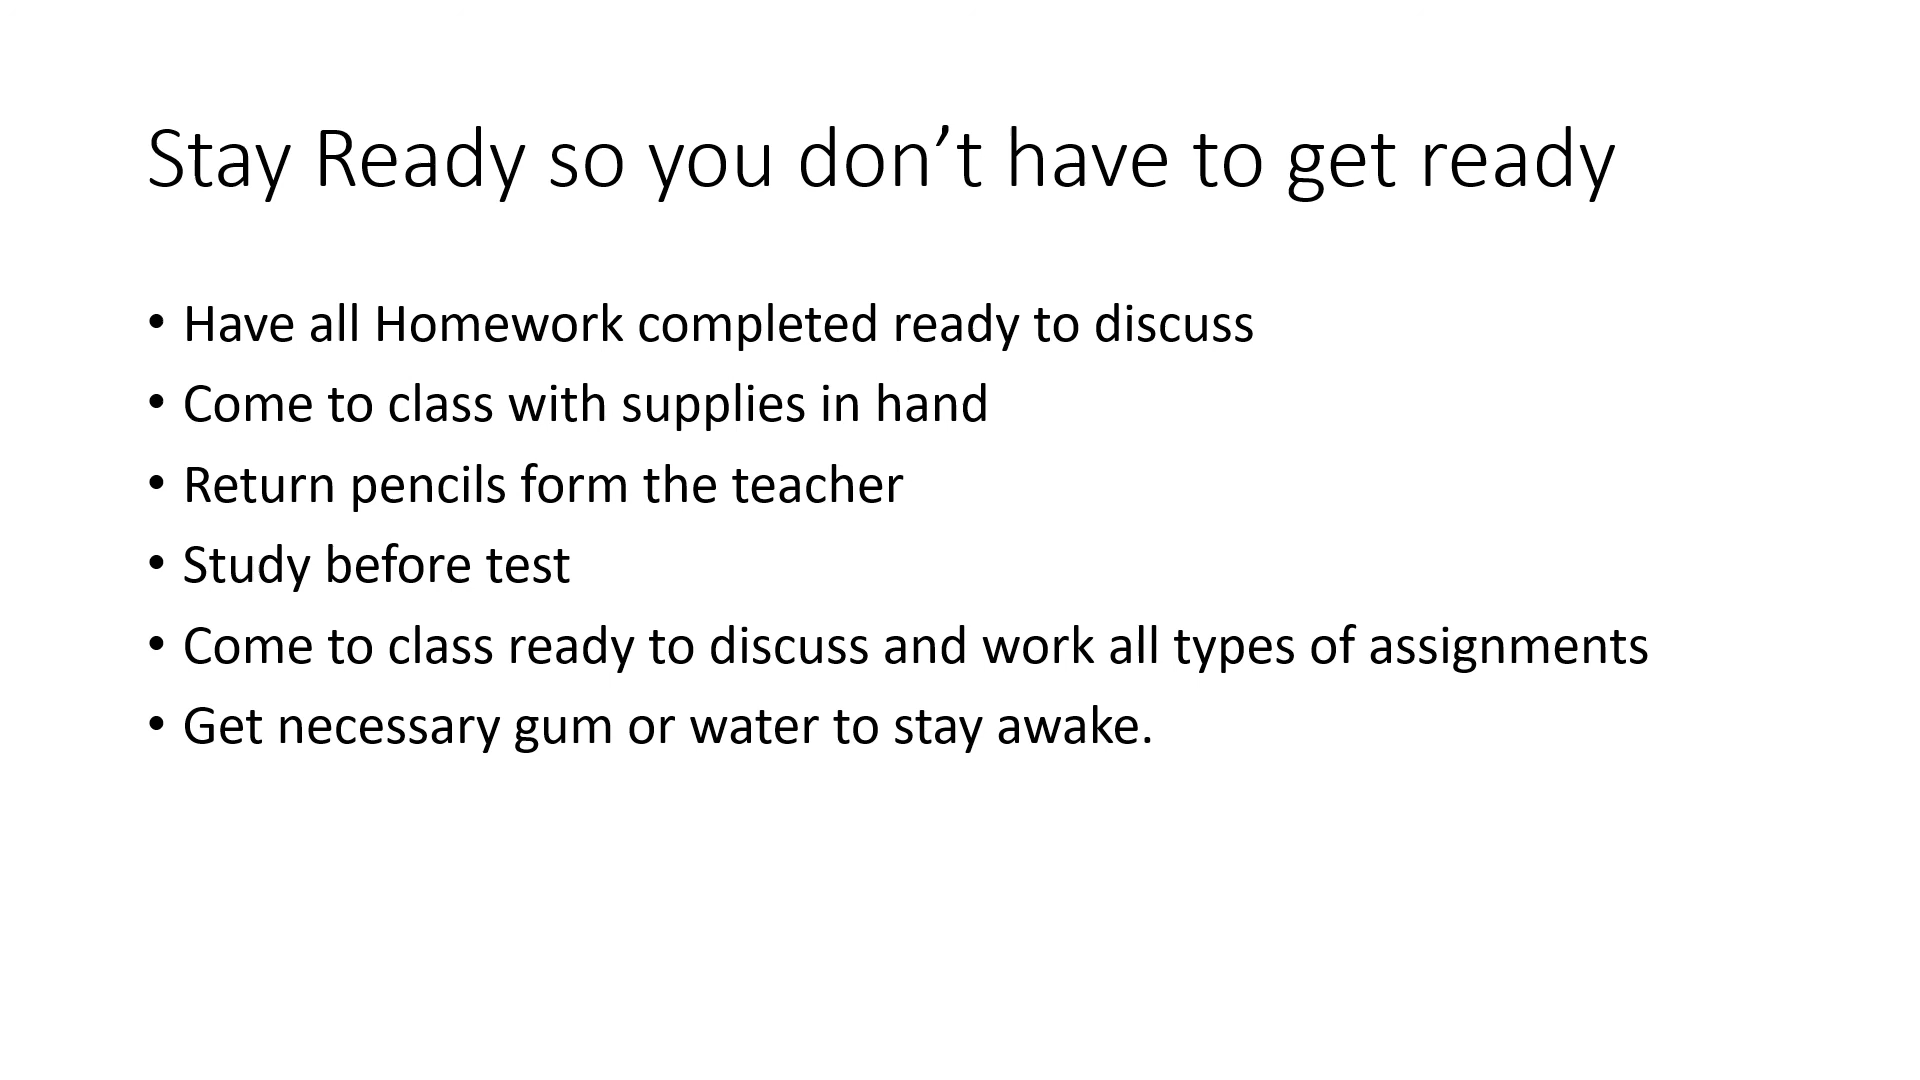 Stay Ready so you don’t have to get ready
• Have all Homework completed ready to discuss
• Come to class with supplies in hand
• Return pencils form the teacher
• Study before test
• Come to class ready to discuss and work all types of assignments
• Get necessary gum or water to stay awake.